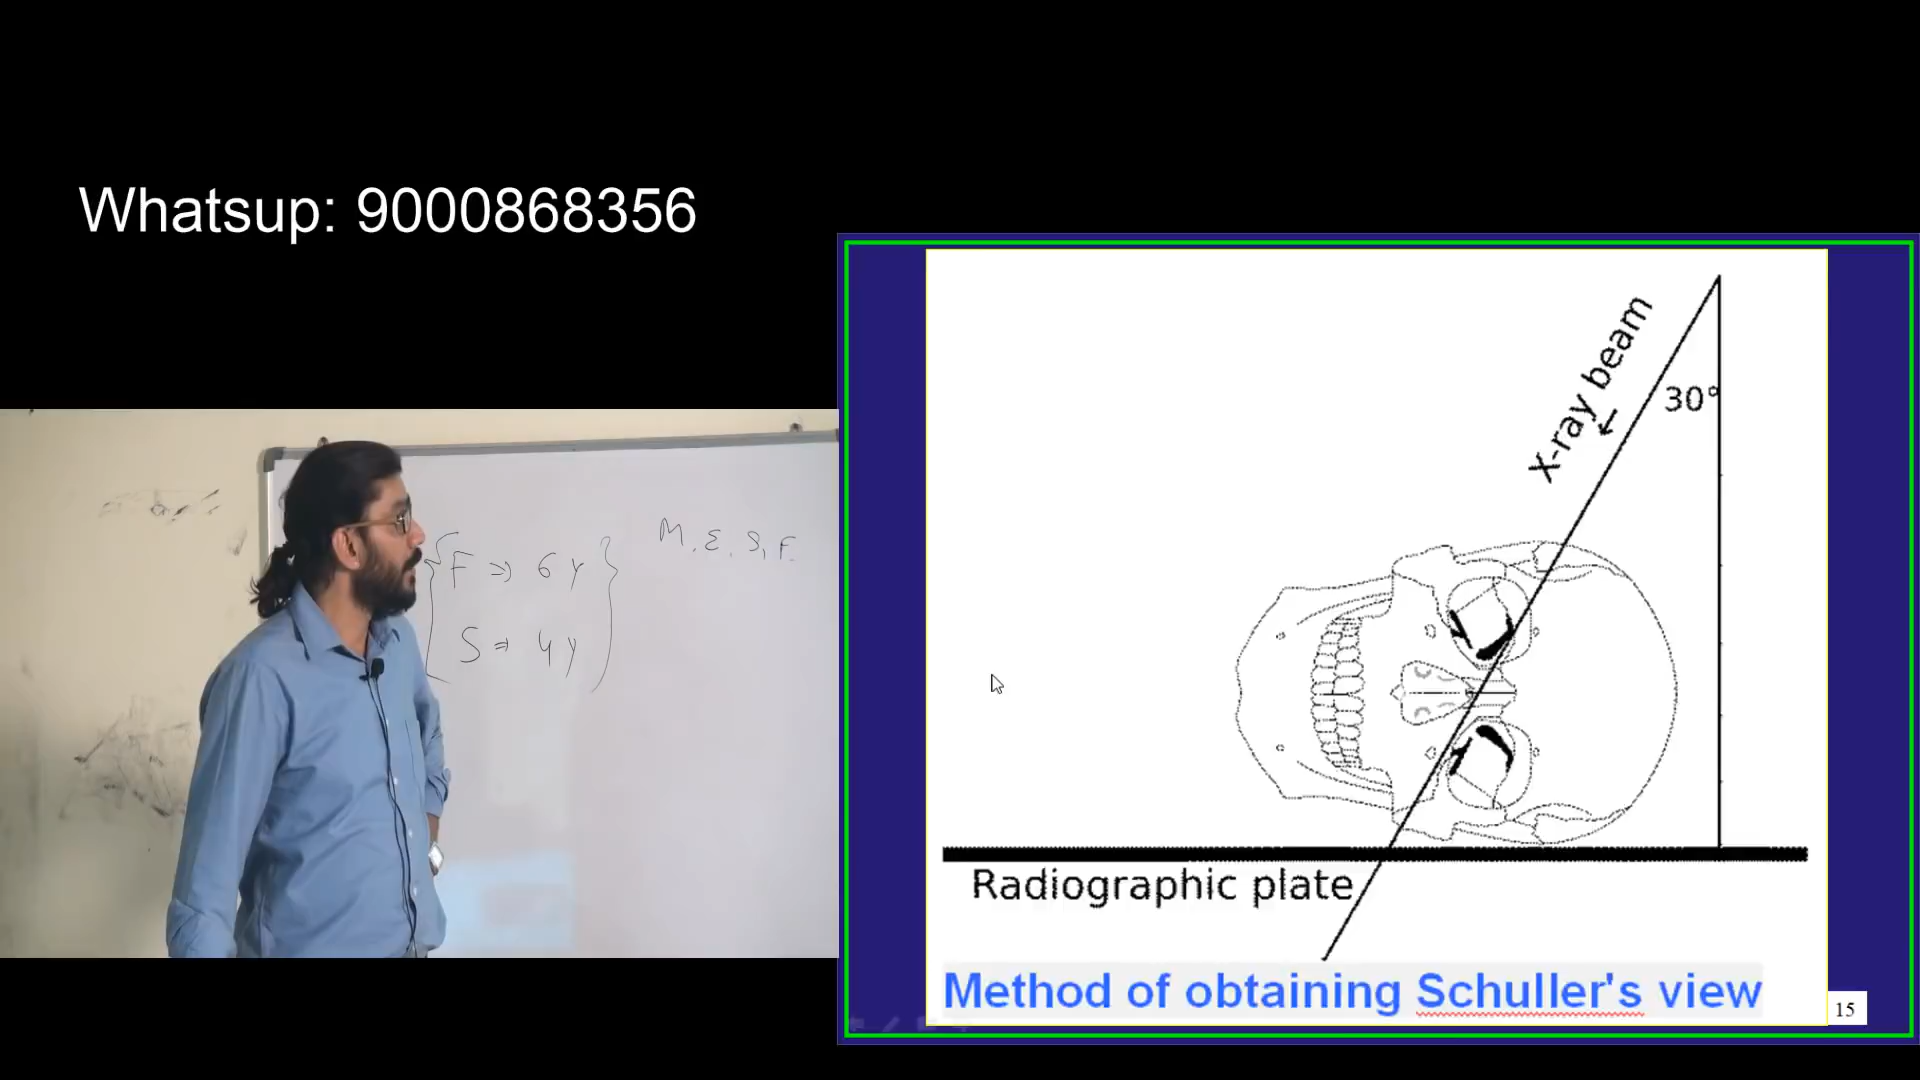 Whatsup: 9000868356
F => 6 y
S => 4 y
M. E. S, F.
X-ray beam
30°
Radiographic plate
Method of obtaining Schuller's view
15